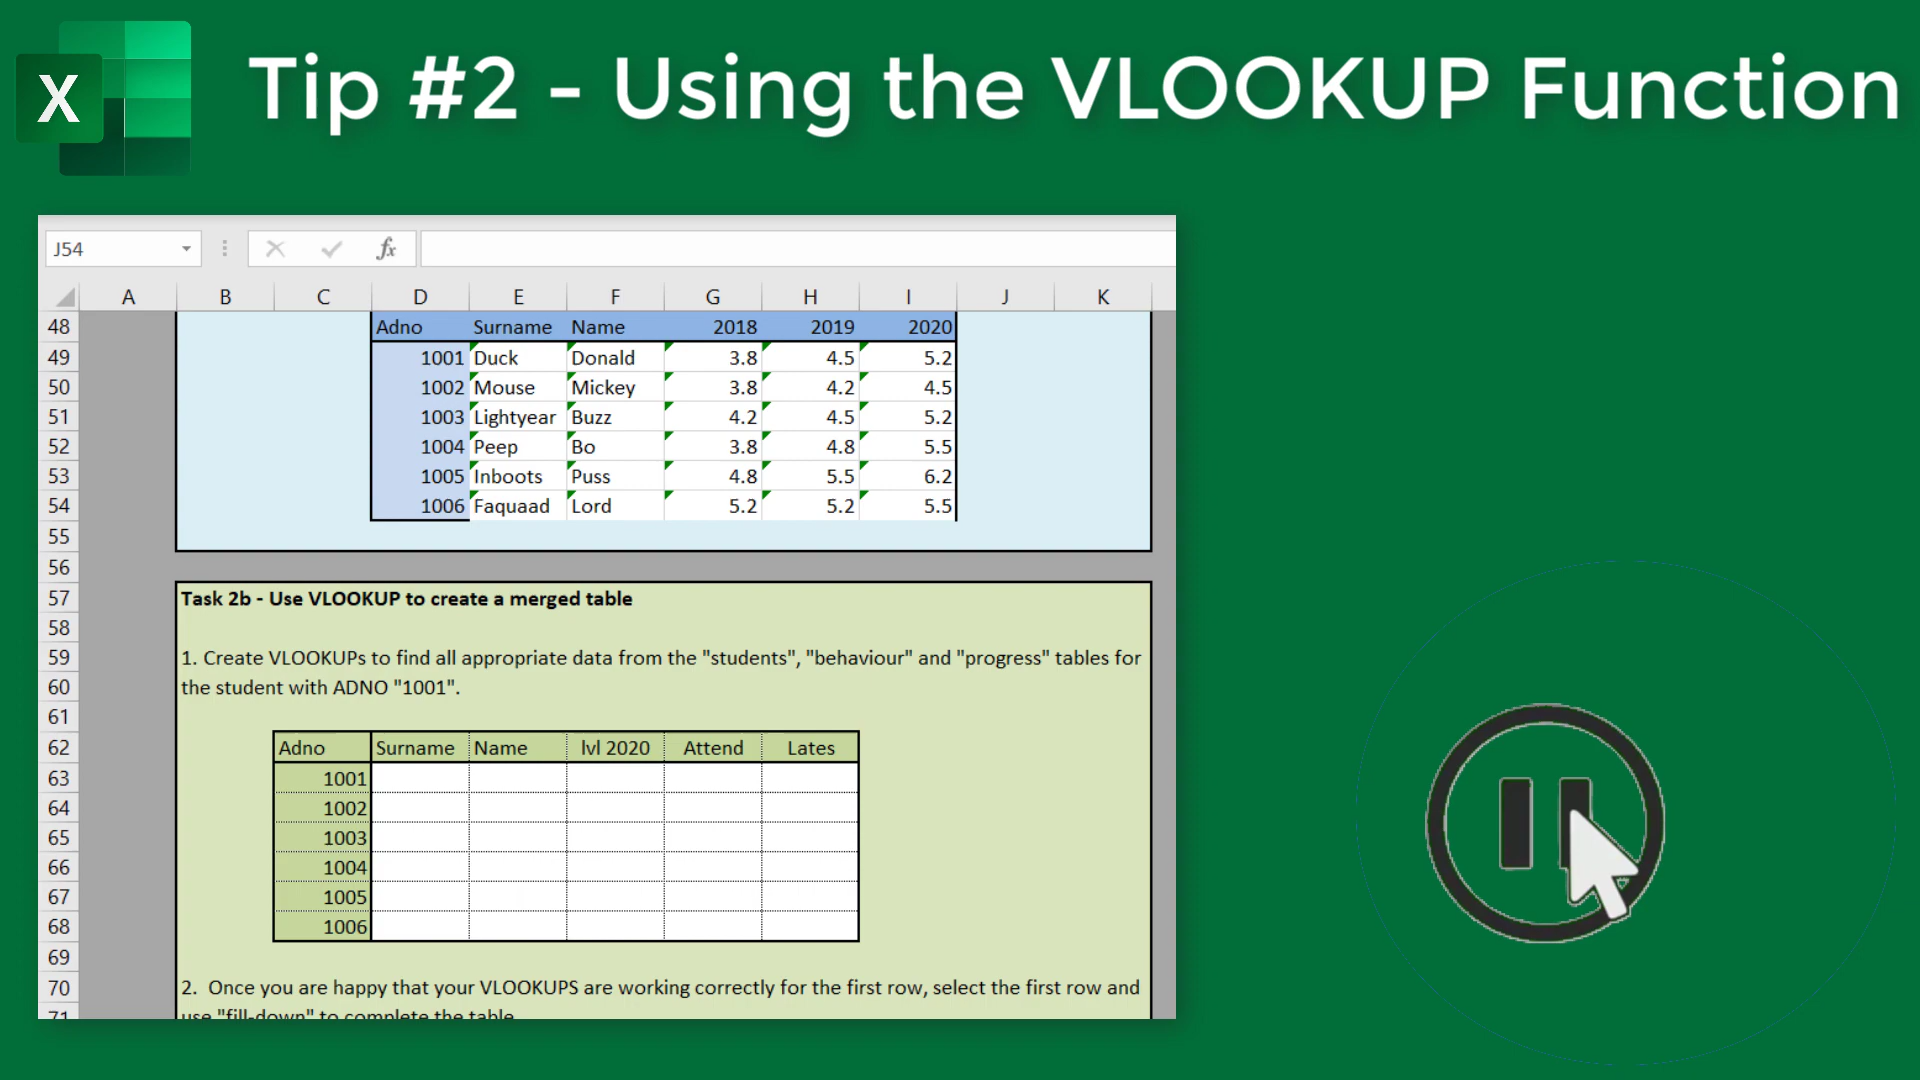 X
Tip #2 - Using the VLOOKUP Function
J54
fx
A B C D E F G H I J K
48 Adno Surname Name 2018 2019 2020
49 1001 Duck Donald 3.8 4.5 5.2
50 1002 Mouse Mickey 3.8 4.2 4.5
51 1003 Lightyear Buzz 4.2 4.5 5.2
52 1004 Peep Bo 3.8 4.8 5.5
53 1005 Inboots Puss 4.8 5.5 6.2
54 1006 Faquaad Lord 5.2 5.2 5.5
55
56
57 Task 2b - Use VLOOKUP to create a merged table
58
59 1. Create VLOOKUPs to find all appropriate data from the "students", "behaviour" and "progress" tables for
60 the student with ADNO "1001".
61
62 Adno Surname Name lvl 2020 Attend Lates
63 1001
64 1002
65 1003
66 1004
67 1005
68 1006
69
70 2. Once you are happy that your VLOOKUPS are working correctly for the first row, select the first row and
71 use "fill-down" to complete the table